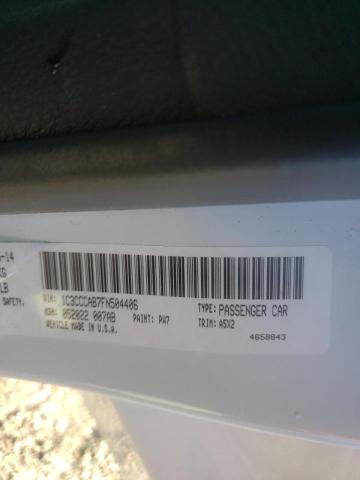 -14
KG
LB
SAFETY.
VIN: 1C3CCCAB7FN504406
TYPE: PASSENGER CAR
MDH: 052022 007AB
PAINT: PW7
TRIM: A5X2
VEHICLE MADE IN U.S.A.
4658843